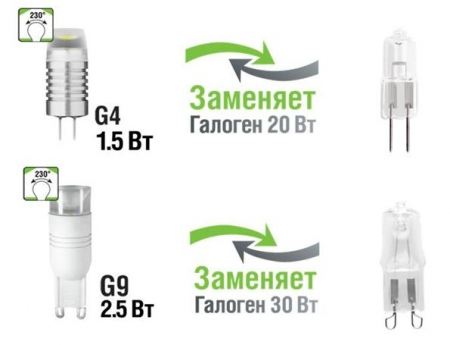 230°
G4
1.5 Вт
Заменяет
Галоген 20 Вт
230°
G9
2.5 Вт
Заменяет
Галоген 30 Вт